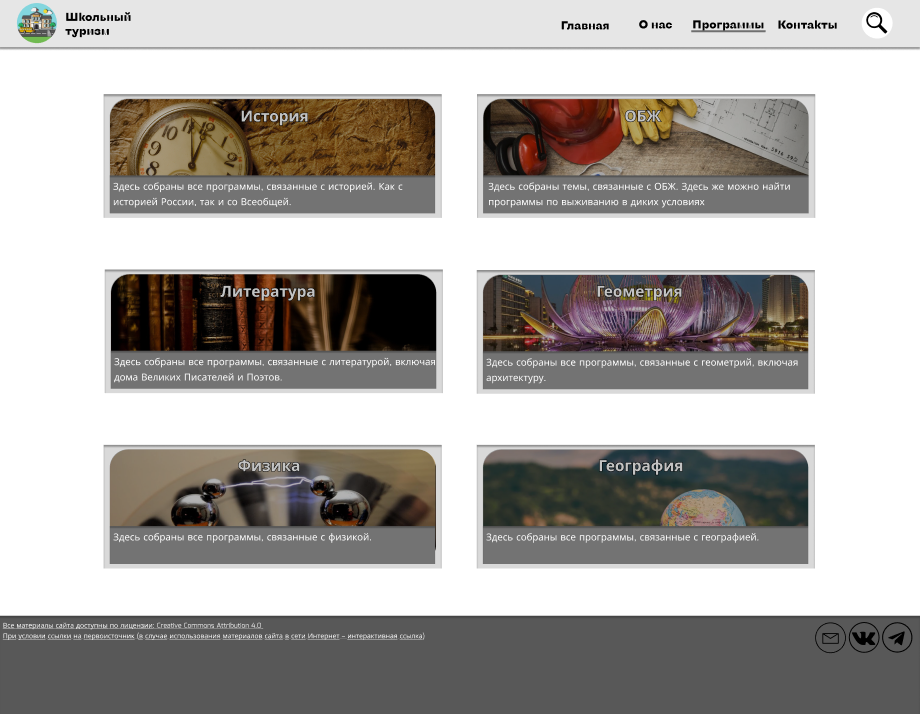 Школьный
туризм
Главная
О нас
Программы
Контакты
История
Здесь собраны все программы, связанные с историей. Как с
историей России, так и со Всеобщей.
ОБЖ
Здесь собраны темы, связанные с ОБЖ. Здесь же можно найти
программы по выживанию в диких условиях
Литература
Здесь собраны все программы, связанные с литературой, включая
дома Великих Писателей и Поэтов.
Геометрия
Здесь собраны все программы, связанные с геометрий, включая
архитектуру.
Физика
Здесь собраны все программы, связанные с физикой.
География
Здесь собраны все программы, связанные с географией.
Все материалы сайта доступны по лицензии: Creative Commons Attribution 4.0
При условии ссылки на первоисточник (в случае использования материалов сайта в сети Интернет – интерактивная ссылка)